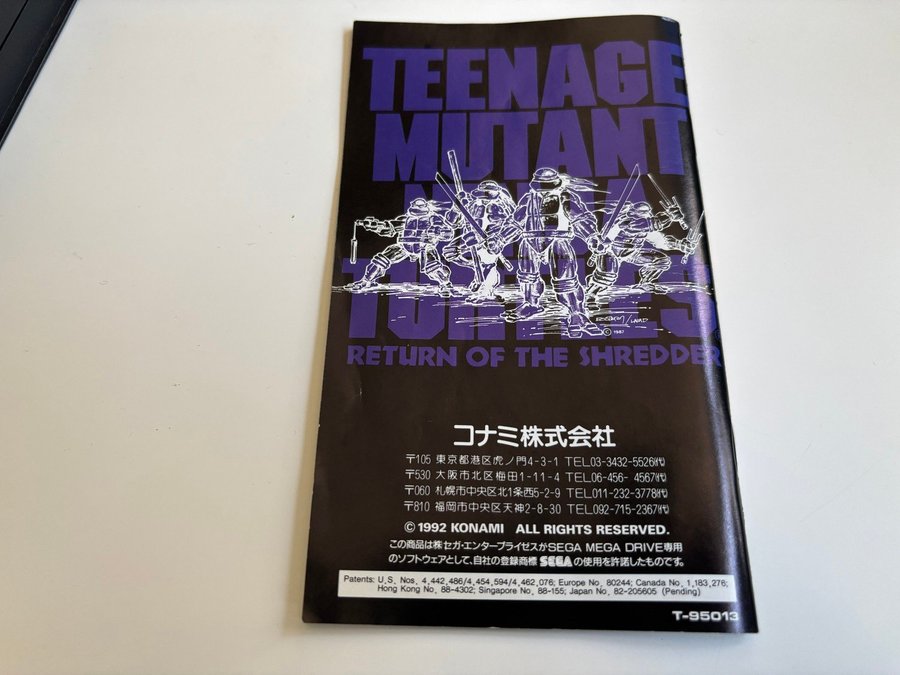 TEENAGE
MUTANT
NINJA
TURTLES
EASTMAN/LAIRD
© 1987
RETURN OF THE SHREDDER
コナミ株式会社
〒105 東京都港区虎ノ門4-3-1 TEL03-3432-5526㈹
〒530 大阪市北区梅田1-11-4 TEL06-456-4567㈹
〒060 札幌市中央区北1条西5-2-9 TEL011-232-3778㈹
〒810 福岡市中央区天神2-8-30 TEL092-715-2367㈹
© 1992 KONAMI ALL RIGHTS RESERVED.
この商品は㈱セガ・エンタープライゼスがSEGA MEGA DRIVE専用
のソフトウェアとして、自社の登録商標 SEGA の使用を許諾したものです。
Patents: U.S. Nos. 4,442,486/4,454,594/4,462,076; Europe No. 80244; Canada No. 1,183,276;
Hong Kong No. 88-4302; Singapore No. 88-155; Japan No. 82-205605 (Pending)
T-95013